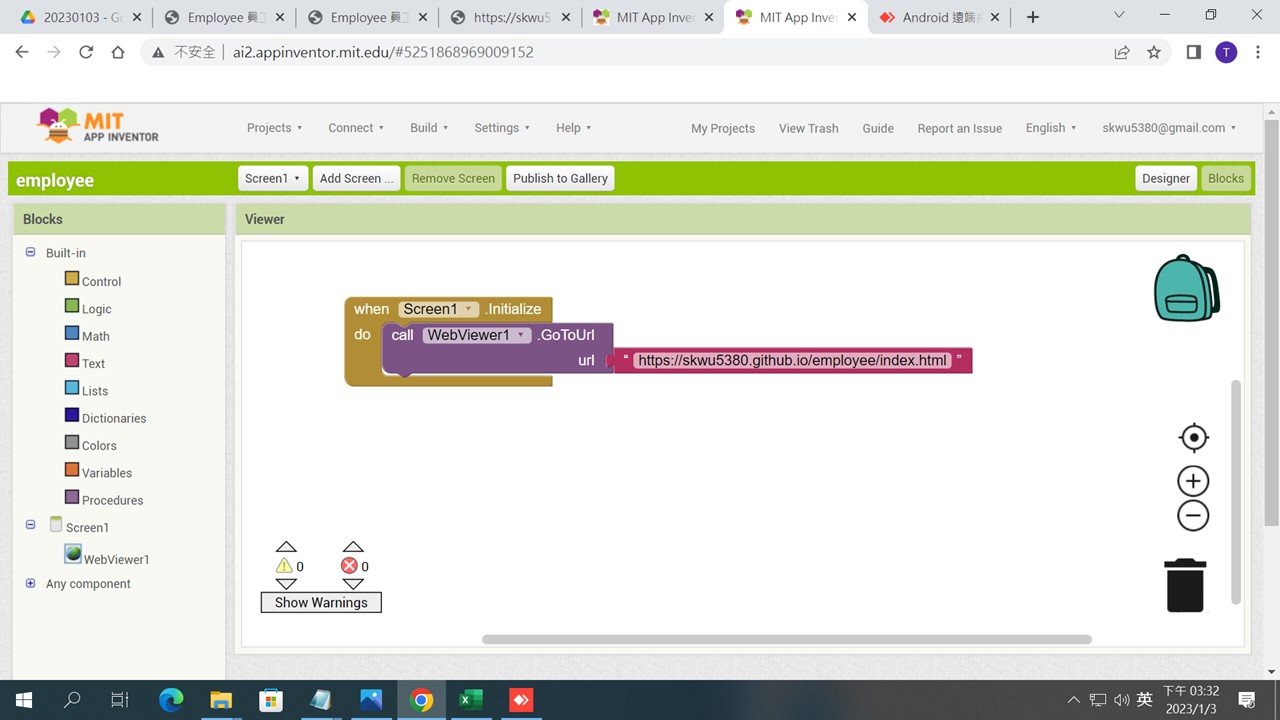 20230103 - Go
Employee 員工
Employee 員工
https://skwu5
MIT App Inver
MIT App Inve
Android 遠端
不安全
ai2.appinventor.mit.edu/#5251868969009152
T
MIT
APP INVENTOR
Projects
Connect
Build
Settings
Help
My Projects
View Trash
Guide
Report an Issue
English
skwu5380@gmail.com
employee
Screen1
Add Screen ...
Remove Screen
Publish to Gallery
Designer
Blocks
Blocks
Viewer
Built-in
Control
Logic
Math
Text
Lists
Dictionaries
Colors
Variables
Procedures
Screen1
WebViewer1
Any component
when Screen1 .Initialize
do call WebViewer1 .GoToUrl
url “ https://skwu5380.github.io/employee/index.html ”
0
0
Show Warnings
英
下午 03:32
2023/1/3